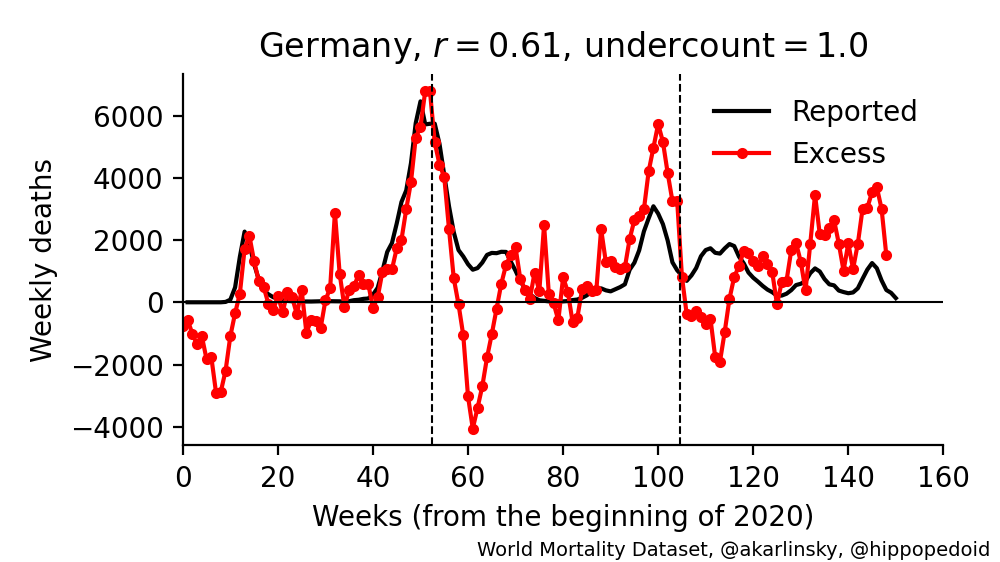 Germany, r = 0.61, undercount = 1.0
Weekly deaths
6000
4000
2000
0
−2000
−4000
Reported
Excess
0 20 40 60 80 100 120 140 160
Weeks (from the beginning of 2020)
World Mortality Dataset, @akarlinsky, @hippopedoid